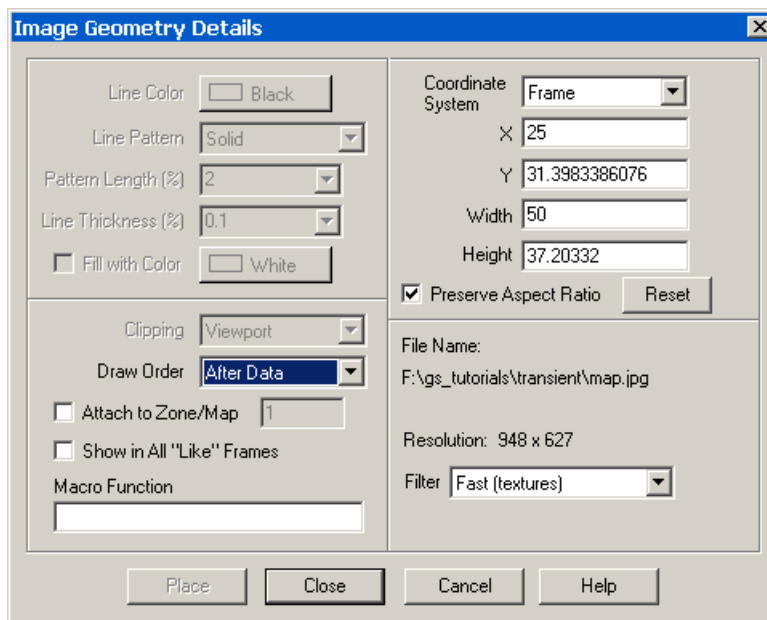 Image Geometry Details
Line Color Black
Line Pattern Solid
Pattern Length (%) 2
Line Thickness (%) 0.1
Fill with Color White
Clipping Viewport
Draw Order After Data
Attach to Zone/Map 1
Show in All "Like" Frames
Macro Function
Coordinate System Frame
X 25
Y 31.3983386076
Width 50
Height 37.20332
Preserve Aspect Ratio Reset
File Name:
F:\gs_tutorials\transient\map.jpg
Resolution: 948 x 627
Filter Fast (textures)
Place Close Cancel Help